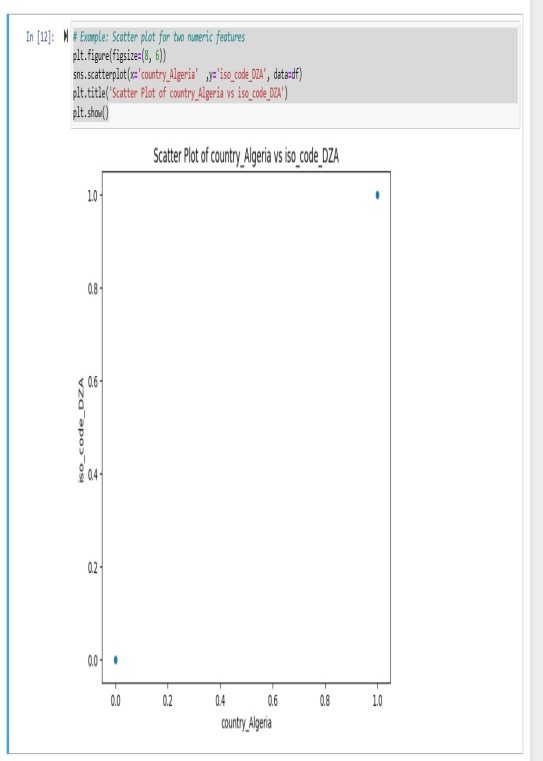 In [12]: # Example: Scatter plot for two numeric features
plt.figure(figsize=(8, 6))
sns.scatterplot(x='country_Algeria' ,y='iso_code_DZA', data=df)
plt.title('Scatter Plot of country_Algeria vs iso_code_DZA')
plt.show()
Scatter Plot of country_Algeria vs iso_code_DZA
1.0
0.8
0.6
0.4
0.2
0.0
iso_code_DZA
0.0 0.2 0.4 0.6 0.8 1.0
country_Algeria